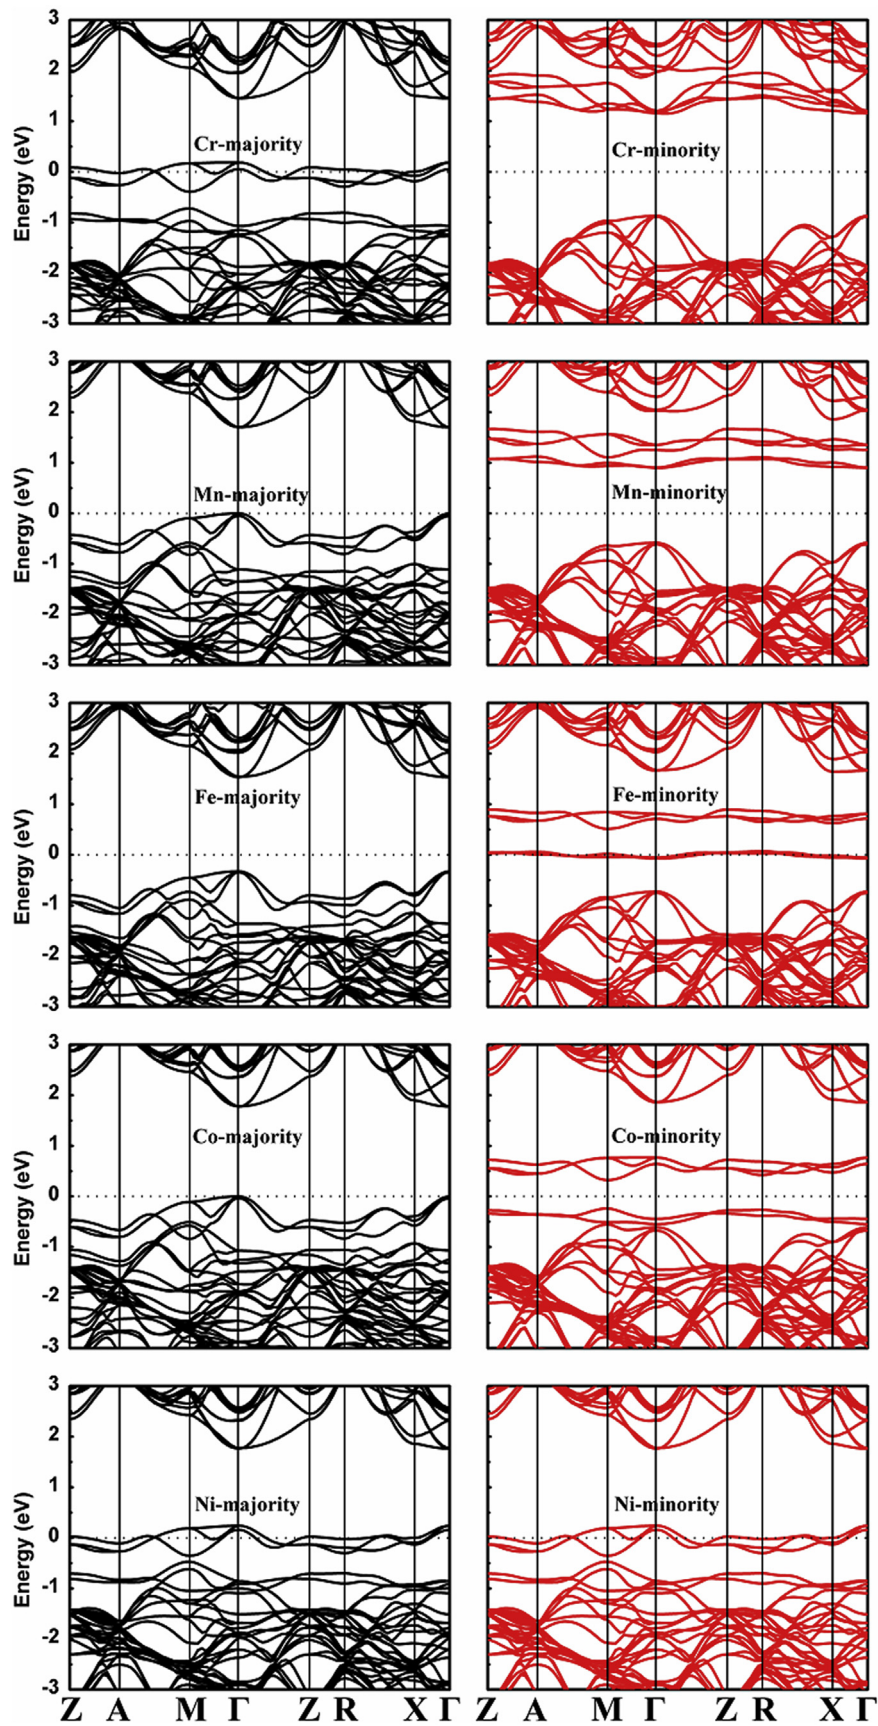 3
2
1
0
-1
-2
-3
Energy (eV)
Cr-majority
Cr-minority
3
2
1
0
-1
-2
-3
Energy (eV)
Mn-majority
Mn-minority
3
2
1
0
-1
-2
-3
Energy (eV)
Fe-majority
Fe-minority
3
2
1
0
-1
-2
-3
Energy (eV)
Co-majority
Co-minority
3
2
1
0
-1
-2
-3
Energy (eV)
Ni-majority
Ni-minority
Z A M Γ Z R X Γ Z A M Γ Z R X Γ